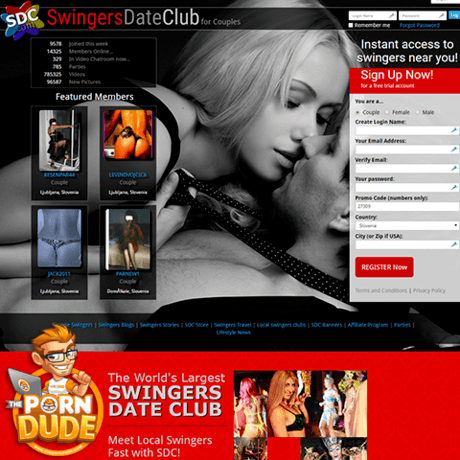 SDC.com
SwingersDateClub for Couples
Login Name
Password
Log
Remember me
Forgot Password
9578 Joined this week
14325 Members Online...
329 In Video Chatroom now...
785 Parties
785325 Videos
96587 New Pictures
Featured Members
Couple
Ljubljana, Slovenia
Couple
Ljubljana, Slovenia
JACK2011
Couple
Ljubljana, Slovenia
PARNEW1
Couple
Slovenia
Instant access to
swingers near you!
Sign Up Now!
for a free trial account
You are a...
Couple Female Male
Create Login Name:
Your Email Address:
Verify Email:
Your password:
Promo Code (numbers only):
Country:
Slovenia
City (or Zip if USA):
REGISTER Now
Terms and Conditions | Privacy Policy
Swingers | Swingers Blogs | Swingers Stories | SDC Store | Swingers Travel | Local swingers clubs | SDC Banners | Affiliate Program | Parties |
Lifestyle News
THE PORN DUDE
The World's Largest
SWINGERS
DATE CLUB
Meet Local Swingers
Fast with SDC!